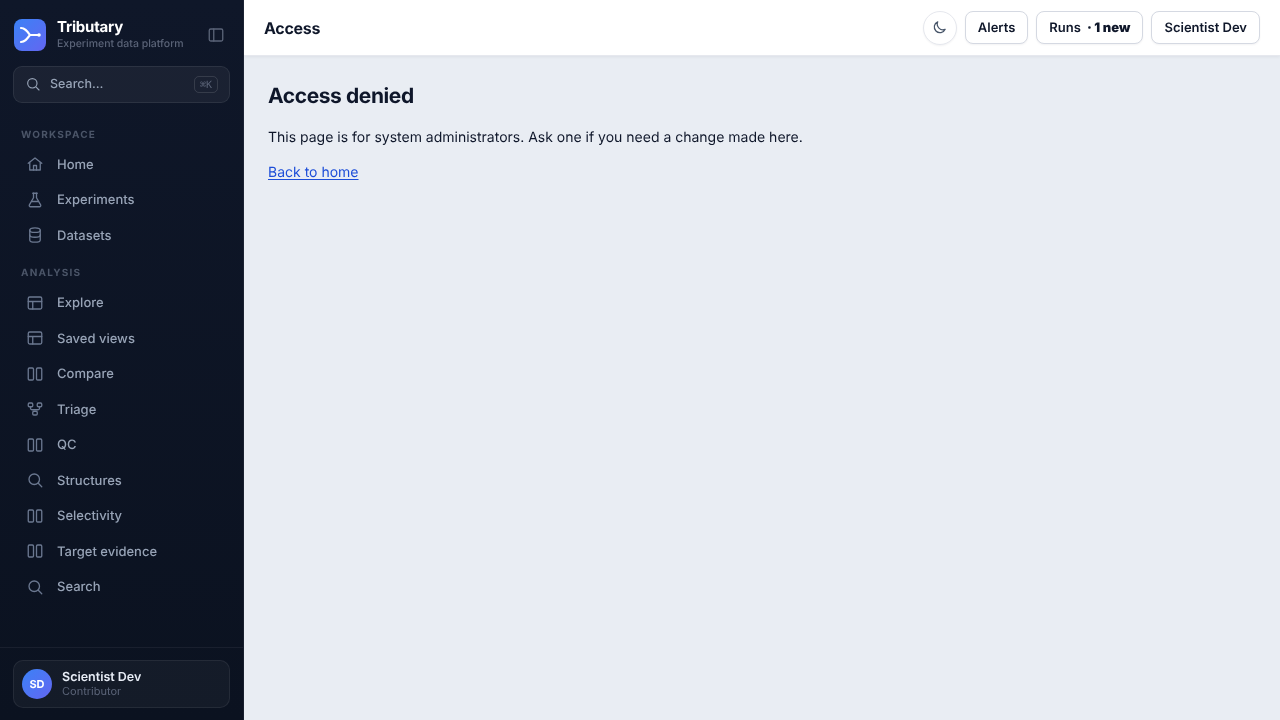 Tributary
Experiment data platform
Search...
⌘K
WORKSPACE
Home
Experiments
Datasets
ANALYSIS
Explore
Saved views
Compare
Triage
QC
Structures
Selectivity
Target evidence
Search
SD
Scientist Dev
Contributor
Access
Alerts
Runs · 1 new
Scientist Dev
Access denied
This page is for system administrators. Ask one if you need a change made here.
Back to home